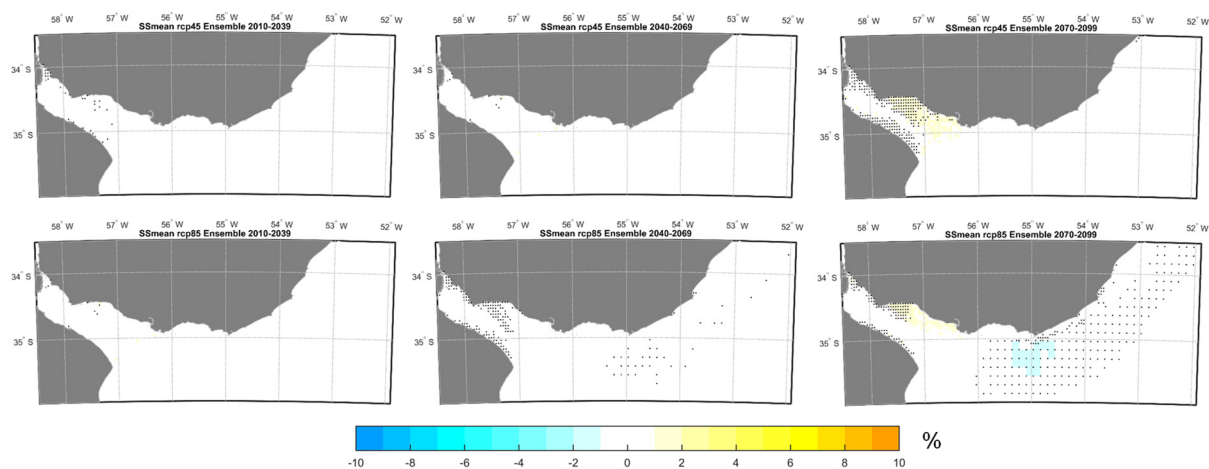 58° W 57° W 56° W 55° W 54° W 53° W 52° W
SSmean rcp45 Ensemble 2010-2039
34° S
35° S
58° W 57° W 56° W 55° W 54° W 53° W 52° W
SSmean rcp45 Ensemble 2040-2069
34° S
35° S
58° W 57° W 56° W 55° W 54° W 53° W 52° W
SSmean rcp45 Ensemble 2070-2099
34° S
35° S
58° W 57° W 56° W 55° W 54° W 53° W 52° W
SSmean rcp85 Ensemble 2010-2039
34° S
35° S
58° W 57° W 56° W 55° W 54° W 53° W 52° W
SSmean rcp85 Ensemble 2040-2069
34° S
35° S
58° W 57° W 56° W 55° W 54° W 53° W 52° W
SSmean rcp85 Ensemble 2070-2099
34° S
35° S
%
-10 -8 -6 -4 -2 0 2 4 6 8 10